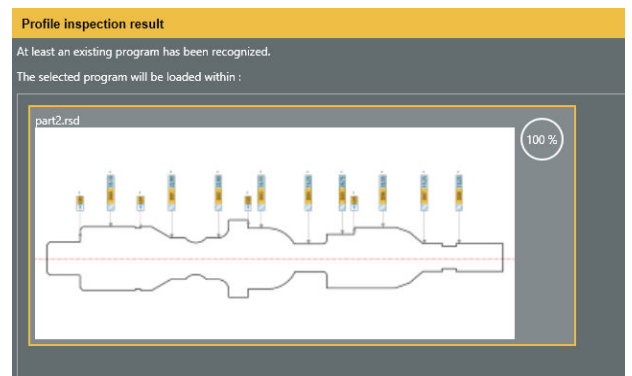 Profile inspection result
At least an existing program has been recognized.
The selected program will be loaded within :
part2.rsd
100 %